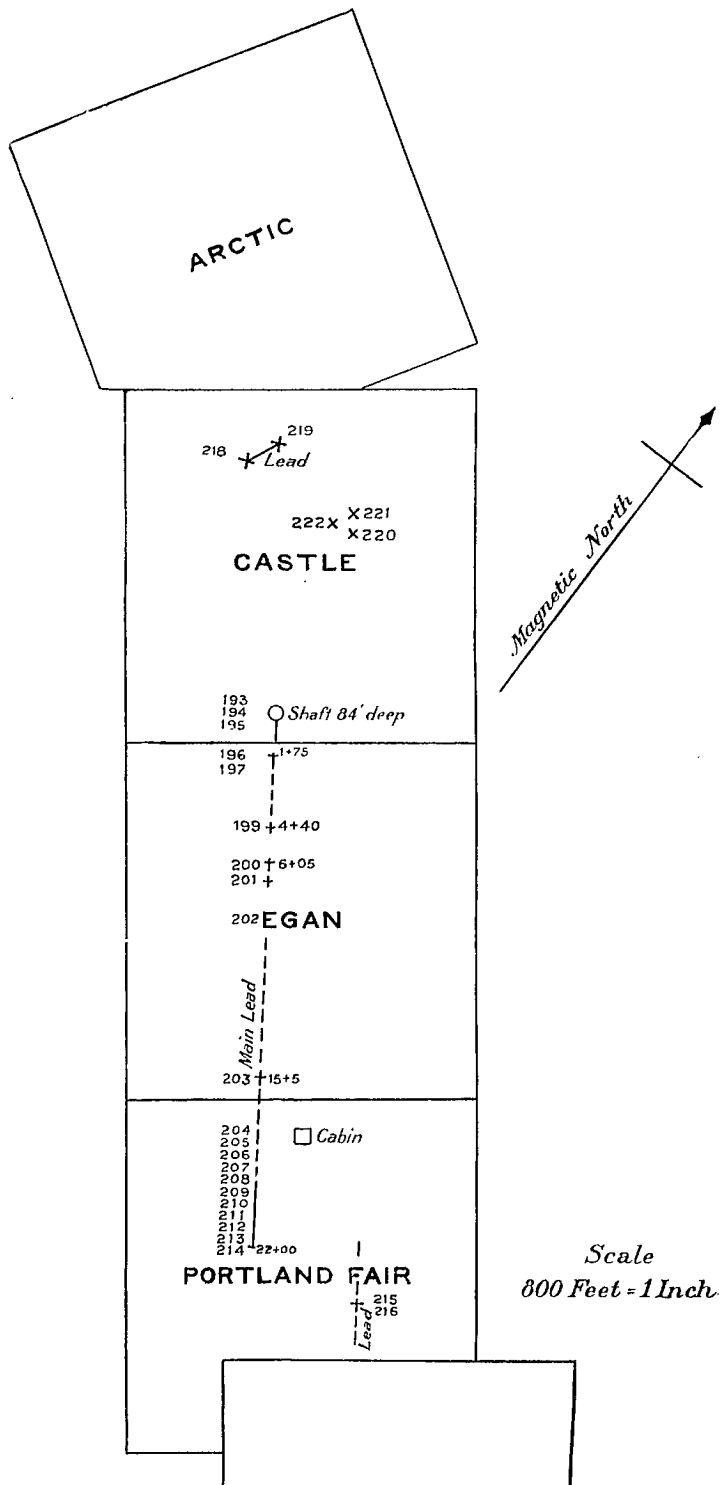 ARCTIC
219
218
Lead
221
222
220
CASTLE
Magnetic North
193
194
195
Shaft 84' deep
196
197
1+75
199
4+40
200
6+05
201
202
EGAN
Main Lead
203
15+5
204
205
206
207
208
209
210
211
212
213
214
22+00
Cabin
PORTLAND FAIR
215
216
Lead
Scale
800 Feet = 1 Inch.